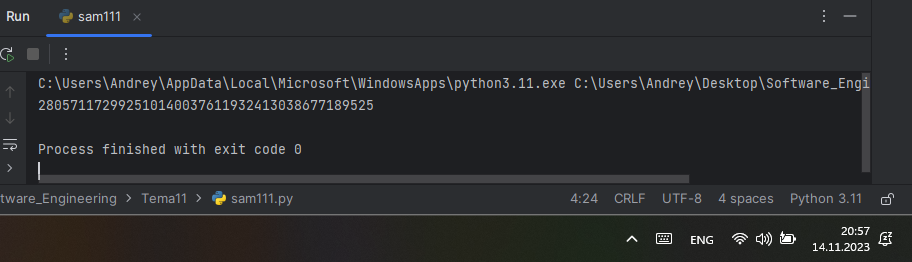 Run sam111
C:\Users\Andrey\AppData\Local\Microsoft\WindowsApps\python3.11.exe C:\Users\Andrey\Desktop\Software_Engi
280571172992510140037611932413038677189525
Process finished with exit code 0
tware_Engineering > Tema11 > sam111.py 4:24 CRLF UTF-8 4 spaces Python 3.11
ENG 20:57
14.11.2023